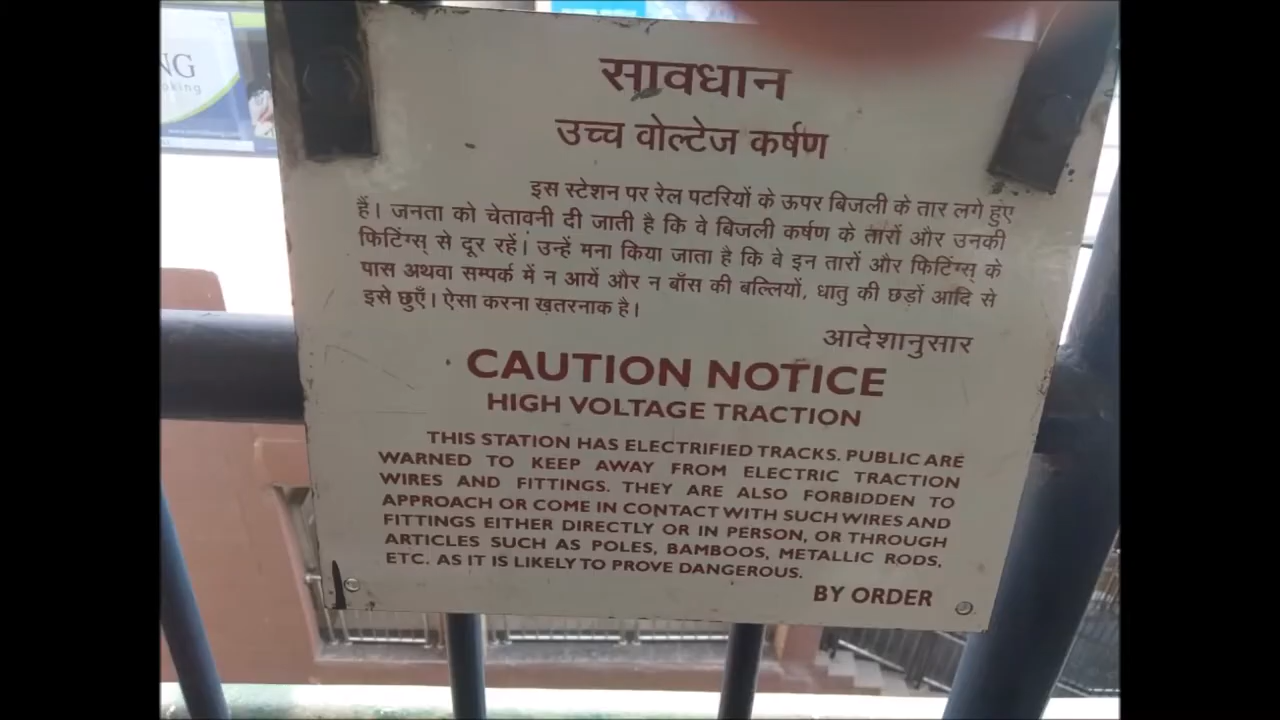 NG
oking
सावधान
उच्च वोल्टेज कर्षण
इस स्टेशन पर रेल पटरियों के ऊपर बिजली के तार लगे हुए
हैं। जनता को चेतावनी दी जाती है कि वे बिजली कर्षण के तारों और उनकी
फिटिंग्स् से दूर रहें। उन्हें मना किया जाता है कि वे इन तारों और फिटिंग्स् के
पास अथवा सम्पर्क में न आयें और न बाँस की बल्लियों, धातु की छड़ों आदि से
इसे छुएँ। ऐसा करना ख़तरनाक है।
आदेशानुसार
CAUTION NOTICE
HIGH VOLTAGE TRACTION
THIS STATION HAS ELECTRIFIED TRACKS. PUBLIC ARE
WARNED TO KEEP AWAY FROM ELECTRIC TRACTION
WIRES AND FITTINGS. THEY ARE ALSO FORBIDDEN TO
APPROACH OR COME IN CONTACT WITH SUCH WIRES AND
FITTINGS EITHER DIRECTLY OR IN PERSON, OR THROUGH
ARTICLES SUCH AS POLES, BAMBOOS, METALLIC RODS,
ETC. AS IT IS LIKELY TO PROVE DANGEROUS.
BY ORDER